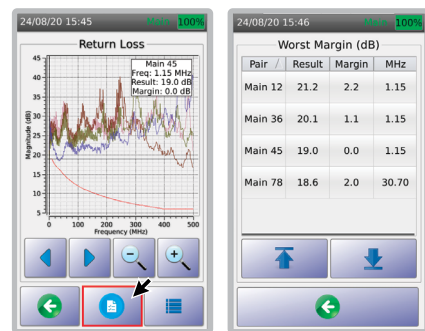 24/08/20 15:45 Main 100%
Return Loss
Main 45
Freq: 1.15 MHz
Result: 19.0 dB
Margin: 0.0 dB
Magnitude (dB)
45
40
35
30
25
20
15
10
5
0 100 200 300 400 500
Frequency (MHz)
24/08/20 15:46 Main 100%
Worst Margin (dB)
Pair / Result Margin MHz
Main 12 21.2 2.2 1.15
Main 36 20.1 1.1 1.15
Main 45 19.0 0.0 1.15
Main 78 18.6 2.0 30.70